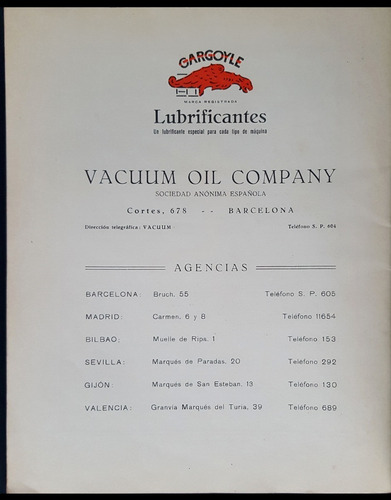 GARGOYLE
MARCA REGISTRADA
Lubrificantes
Un lubrificante especial para cada tipo de máquina
VACUUM OIL COMPANY
SOCIEDAD ANÓNIMA ESPAÑOLA
Cortes, 678 - - BARCELONA
Dirección telegráfica: VACUUM Teléfono S. P. 604
AGENCIAS
BARCELONA: Bruch, 55 Teléfono S. P. 605
MADRID: Carmen, 6 y 8 Teléfono 11654
BILBAO: Muelle de Ripa, 1 Teléfono 153
SEVILLA: Marqués de Paradas, 20 Teléfono 292
GIJÓN: Marqués de San Esteban, 13 Teléfono 130
VALENCIA: Granvía Marqués del Turia, 39 Teléfono 689